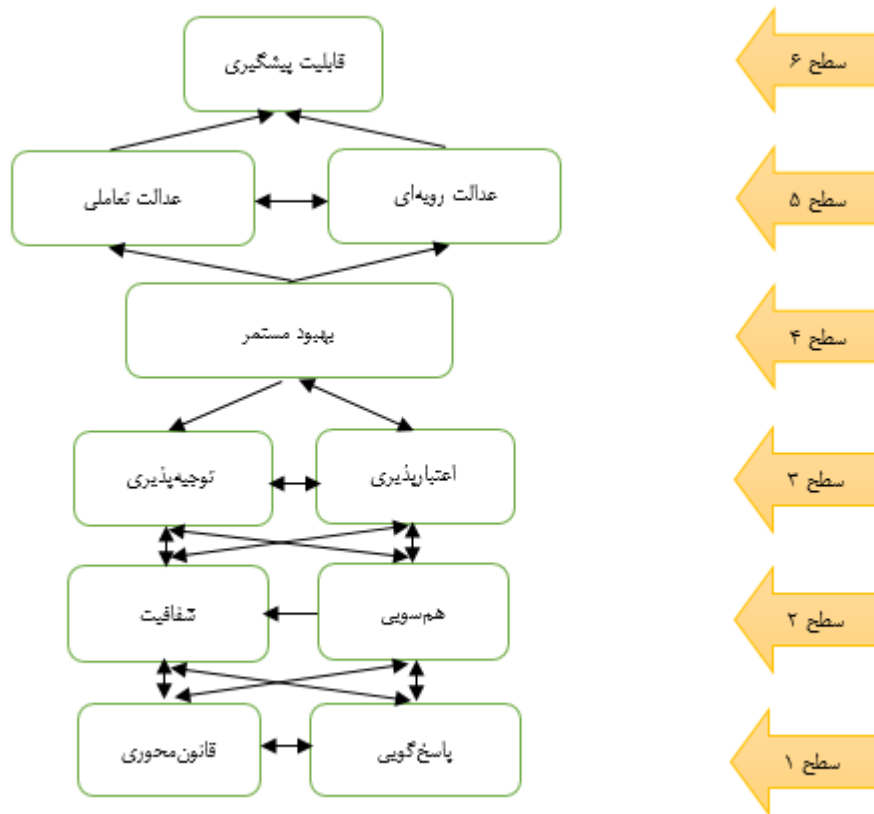 قابلیت پیشگیری
سطح ۶
عدالت رویه‌ای
عدالت تعاملی
سطح ۵
بهبود مستمر
سطح ۴
اعتبارپذیری
توجیه‌پذیری
سطح ۳
هم‌سویی
شفافیت
سطح ۲
پاسخ‌گویی
قانون‌محوری
سطح ۱